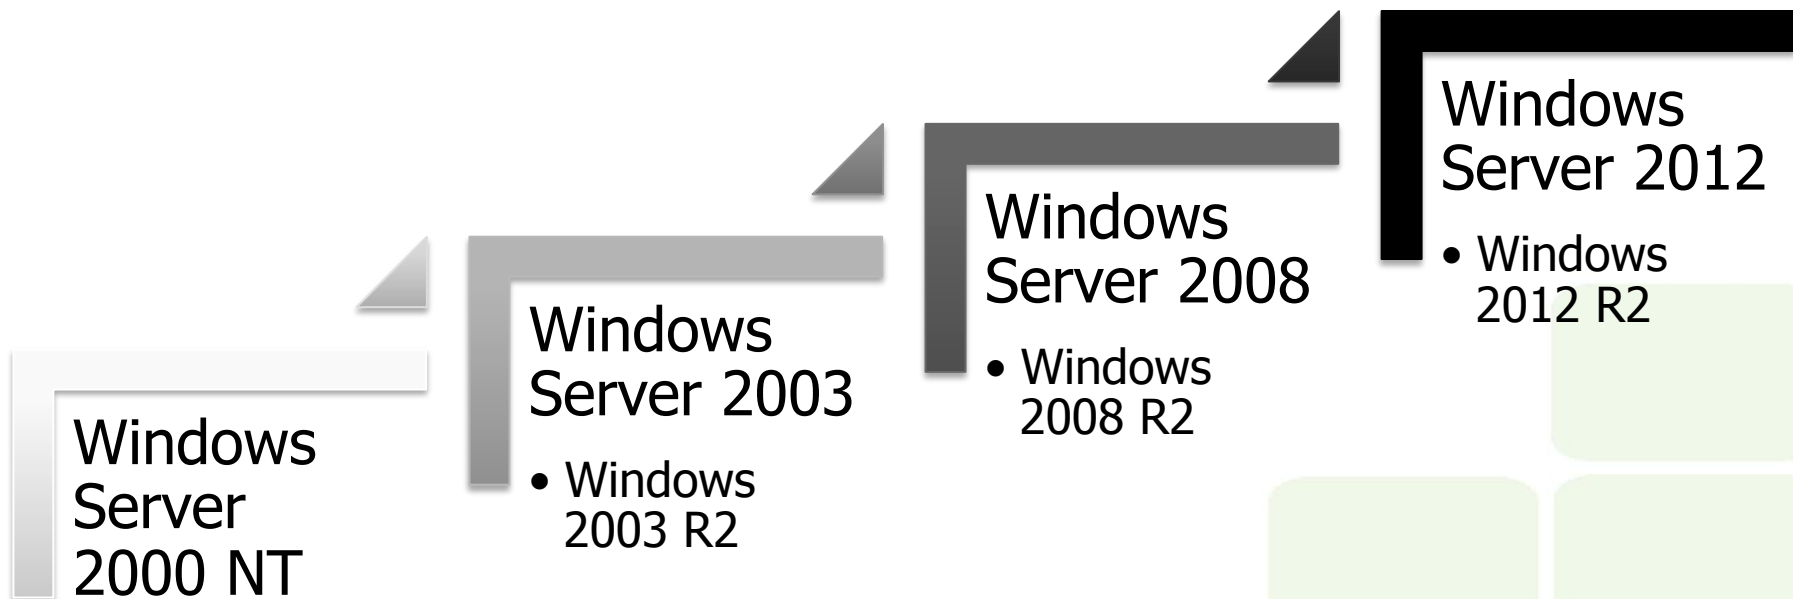 Windows
Server
2000 NT
Windows
Server 2003
• Windows
2003 R2
Windows
Server 2008
• Windows
2008 R2
Windows
Server 2012
• Windows
2012 R2